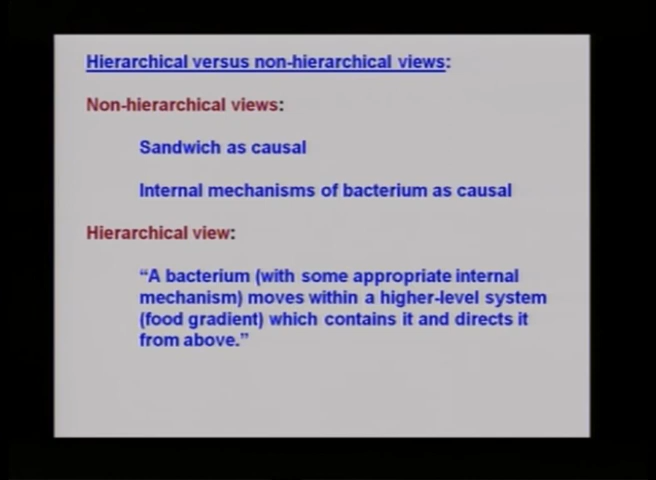 Hierarchical versus non-hierarchical views:
Non-hierarchical views:
Sandwich as causal
Internal mechanisms of bacterium as causal
Hierarchical view:
“A bacterium (with some appropriate internal
mechanism) moves within a higher-level system
(food gradient) which contains it and directs it
from above.”